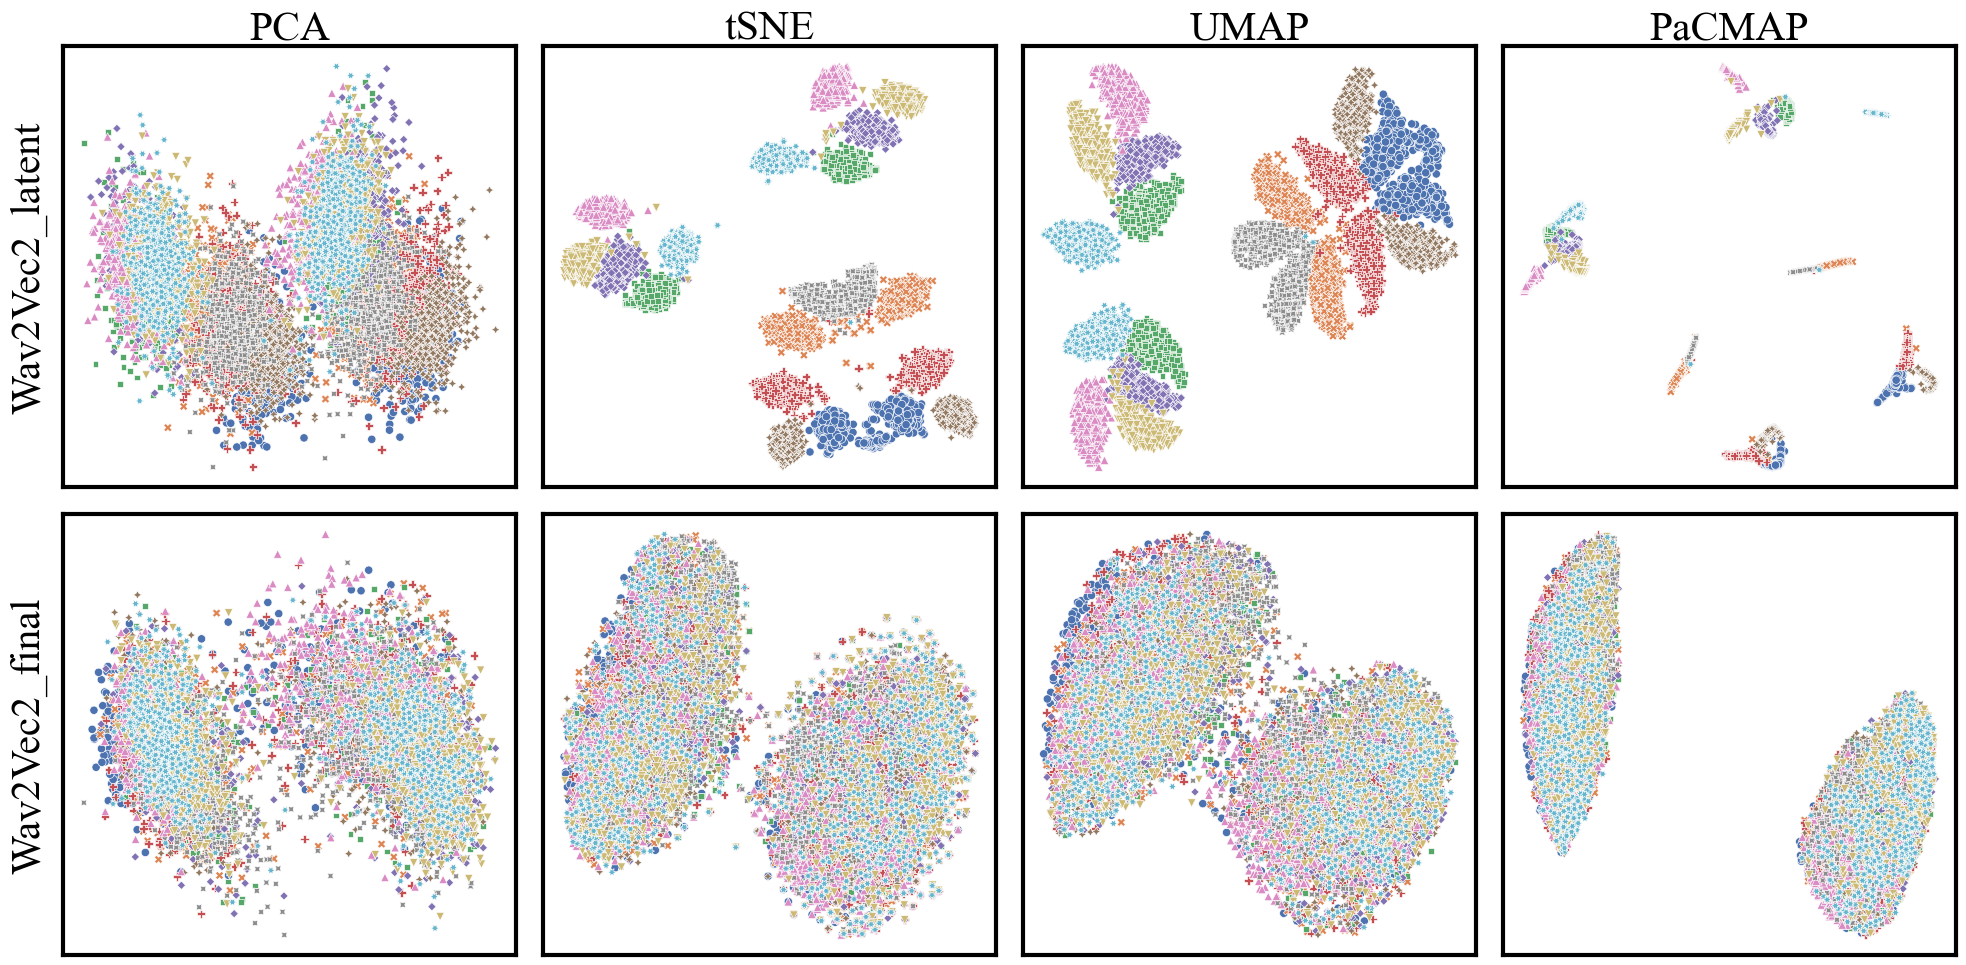 PCA
tSNE
UMAP
PaCMAP
Wav2Vec2_latent
Wav2Vec2_final